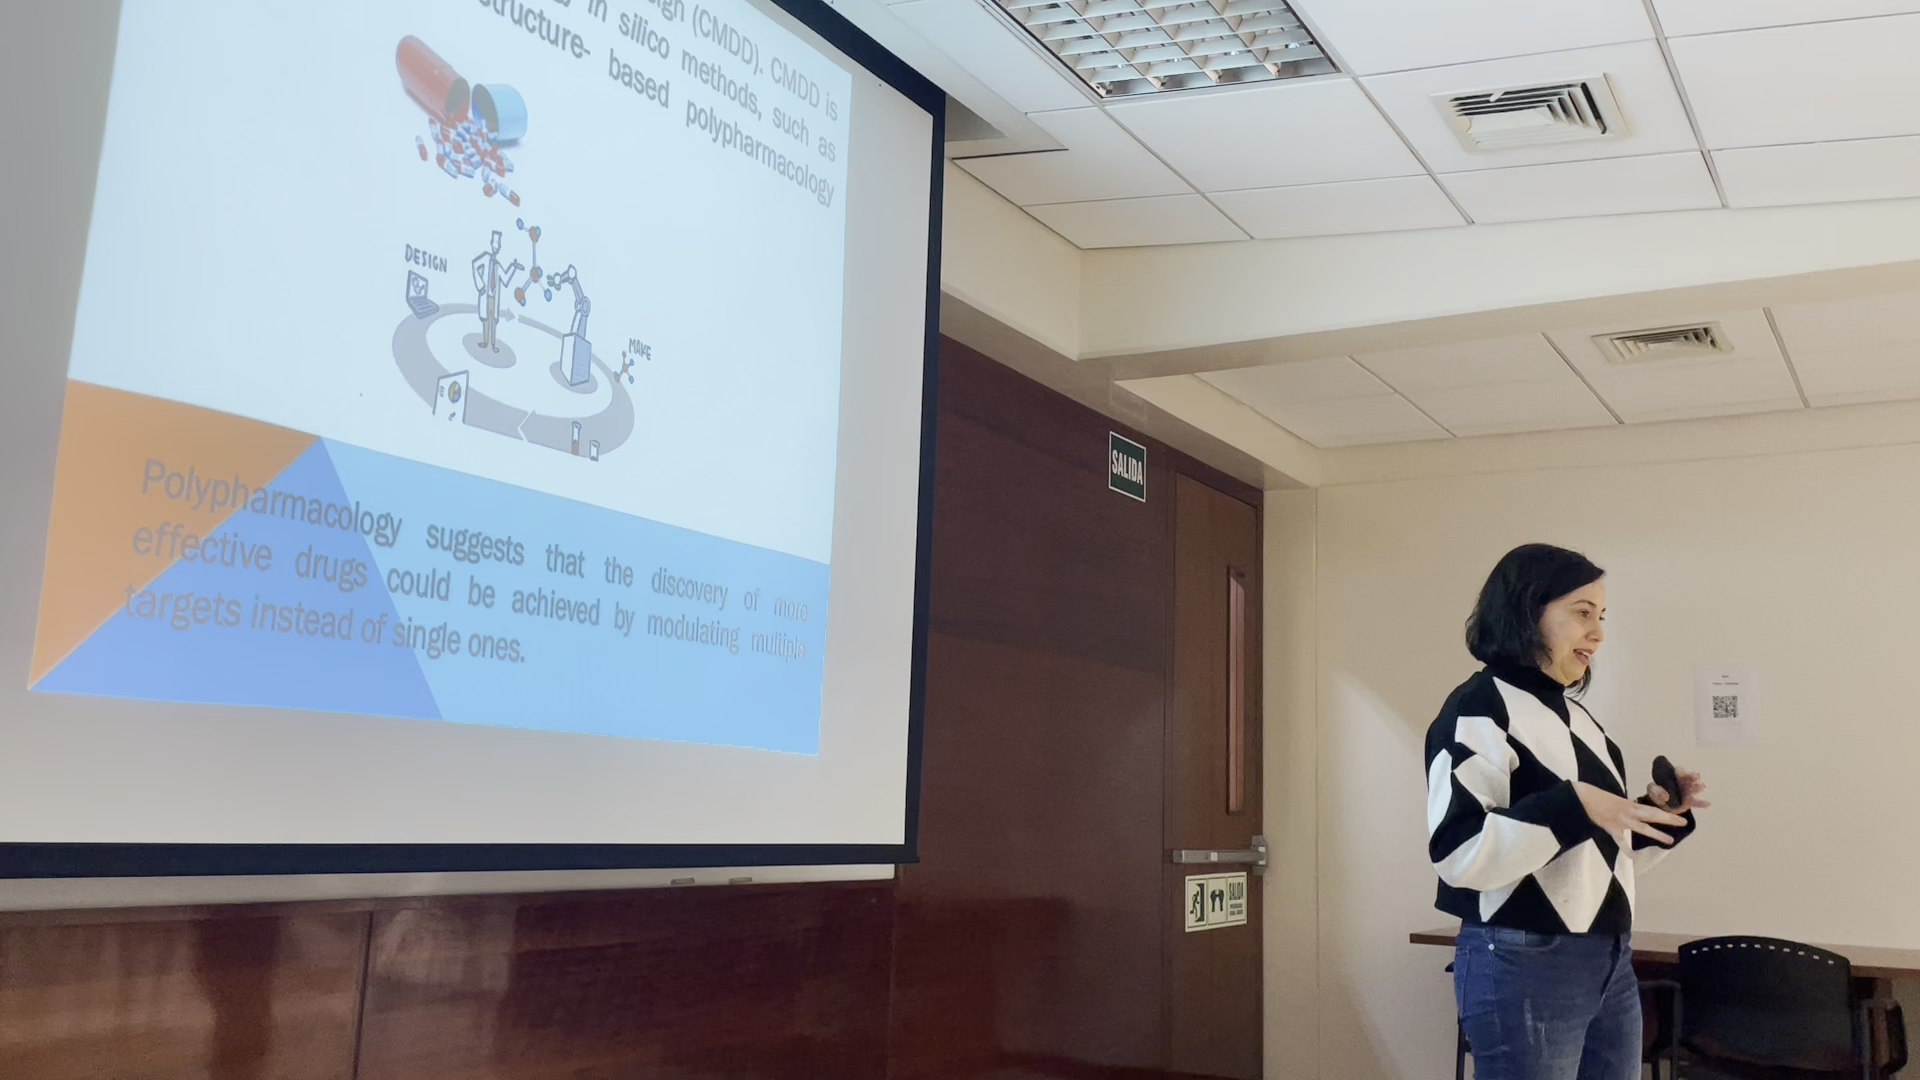 sign (CMDD). CMDD is
in silico methods, such as
structure- based polypharmacology
DESIGN
MAKE
Polypharmacology suggests that the discovery of more
effective drugs could be achieved by modulating multiple
targets instead of single ones.
SALIDA
SALIDA